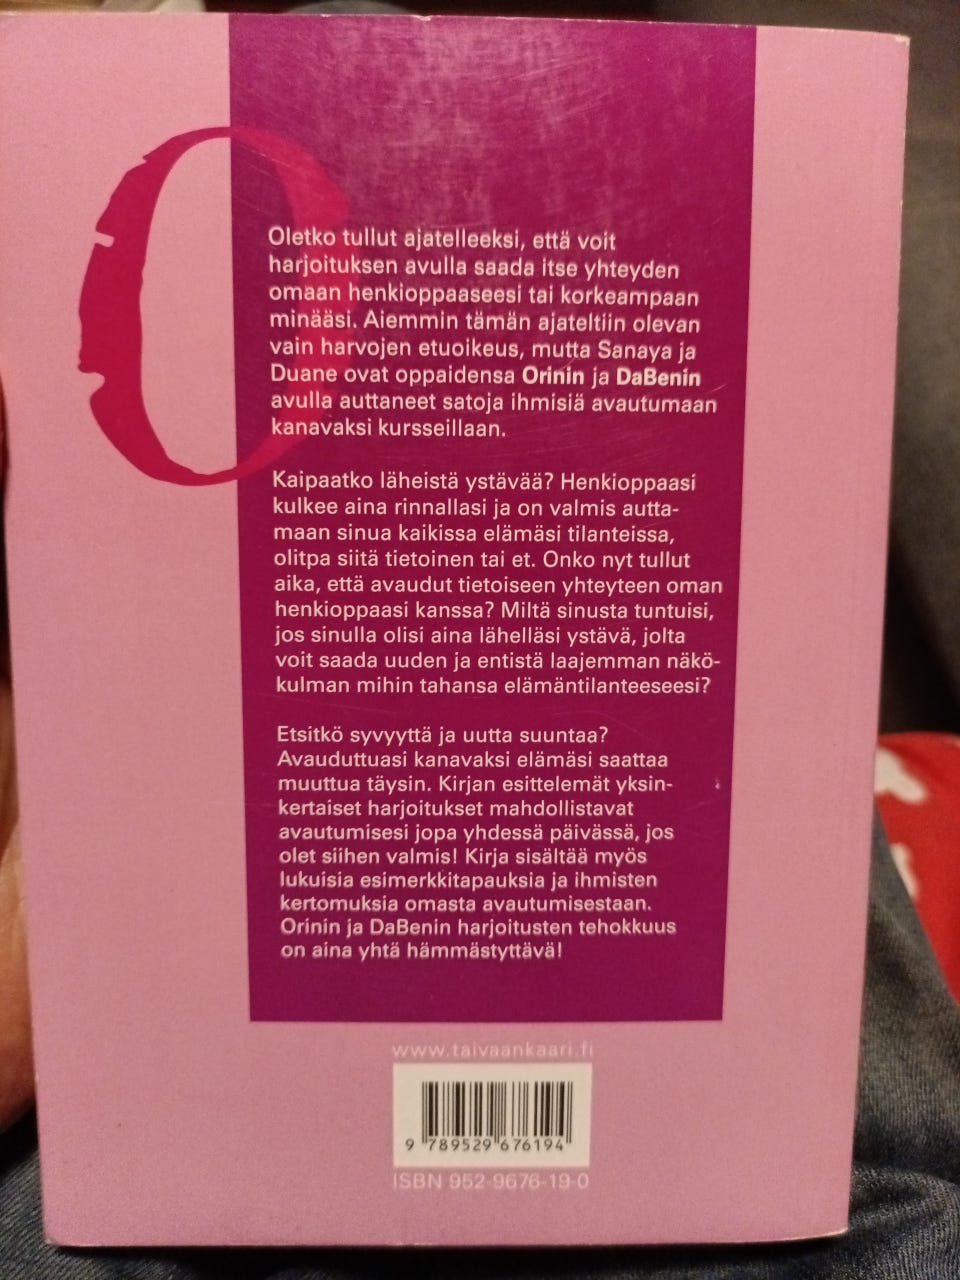 O
Oletko tullut ajatelleeksi, että voit
harjoituksen avulla saada itse yhteyden
omaan henkioppaaseesi tai korkeampaan
minääsi. Aiemmin tämän ajateltiin olevan
vain harvojen etuoikeus, mutta Sanaya ja
Duane ovat oppaidensa Orinin ja DaBenin
avulla auttaneet satoja ihmisiä avautumaan
kanavaksi kursseillaan.
Kaipaatko läheistä ystävää? Henkioppaasi
kulkee aina rinnallasi ja on valmis autta-
maan sinua kaikissa elämäsi tilanteissa,
olitpa siitä tietoinen tai et. Onko nyt tullut
aika, että avaudut tietoiseen yhteyteen oman
henkioppaasi kanssa? Miltä sinusta tuntuisi,
jos sinulla olisi aina lähelläsi ystävä, jolta
voit saada uuden ja entistä laajemman näkö-
kulman mihin tahansa elämäntilanteeseesi?
Etsitkö syvyyttä ja uutta suuntaa?
Avauduttuasi kanavaksi elämäsi saattaa
muuttua täysin. Kirjan esittelemät yksin-
kertaiset harjoitukset mahdollistavat
avautumisesi jopa yhdessä päivässä, jos
olet siihen valmis! Kirja sisältää myös
lukuisia esimerkkitapauksia ja ihmisten
kertomuksia omasta avautumisestaan.
Orinin ja DaBenin harjoitusten tehokkuus
on aina yhtä hämmästyttävä!
www.taivaankaari.fi
9 789529 676194
ISBN 952-9676-19-0